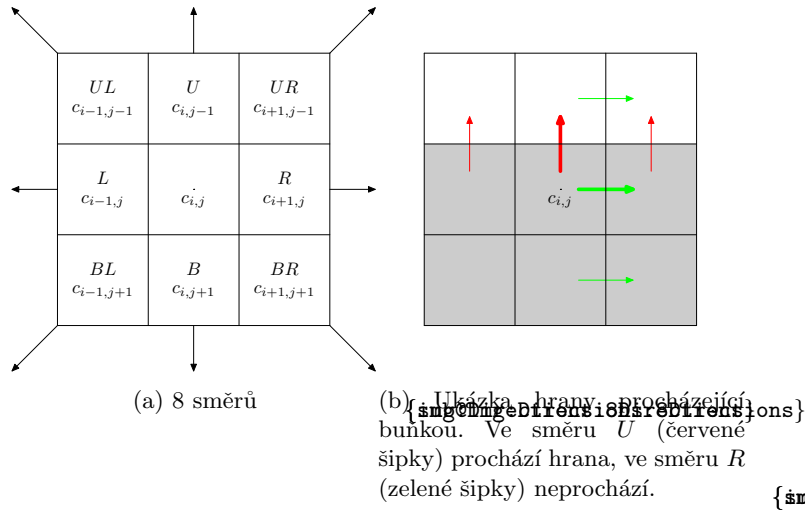 UL U UR
c_{i−1,j−1} c_{i,j−1} c_{i+1,j−1}
L R
c_{i−1,j} c_{i,j} c_{i+1,j}
BL B BR
c_{i−1,j+1} c_{i,j+1} c_{i+1,j+1}
c_{i,j}
(a) 8 směrů
(b) Ukázka hrany procházející
buňkou. Ve směru U (červené
šipky) prochází hrana, ve směru R
(zelené šipky) neprochází.